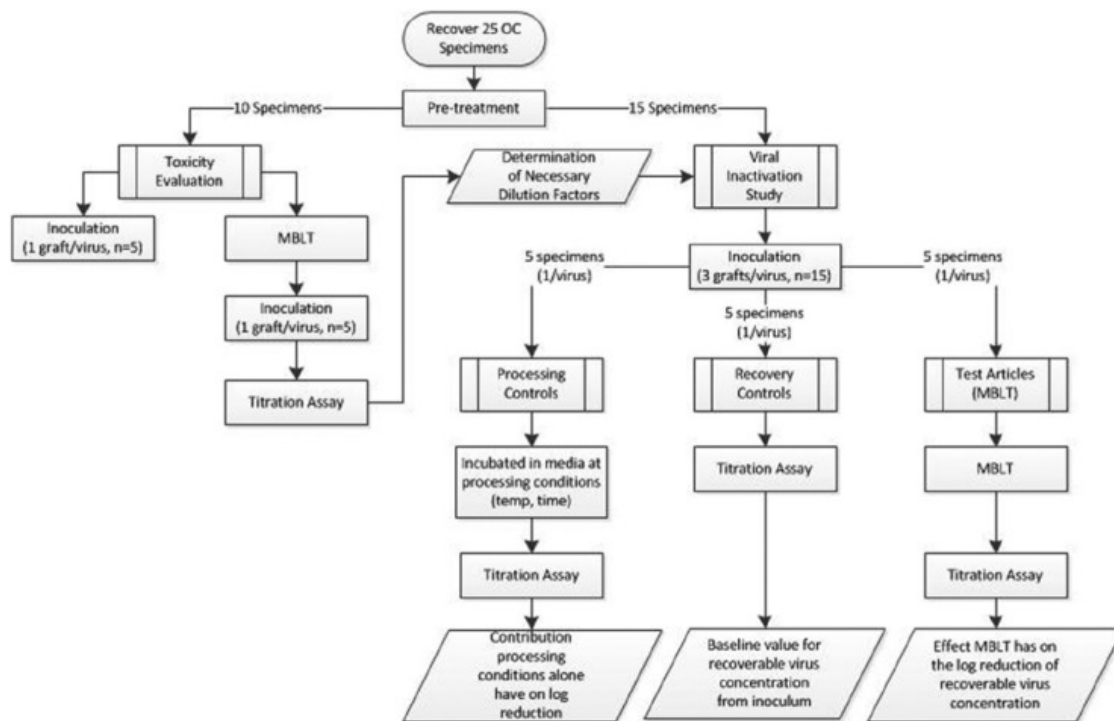 Recover 25 OC
Specimens
10 Specimens
Pre-treatment
15 Specimens
Toxicity
Evaluation
Determination
of Necessary
Dilution Factors
Viral
Inactivation
Study
Inoculation
(1 graft/virus, n=5)
MBLT
Inoculation
(1 graft/virus, n=5)
Titration Assay
5 specimens
(1/virus)
Inoculation
(3 grafts/virus, n=15)
5 specimens
(1/virus)
5 specimens
(1/virus)
Processing
Controls
Recovery
Controls
Test Articles
(MBLT)
Incubated in media at
processing conditions
(temp, time)
Titration Assay
MBLT
Titration Assay
Titration Assay
Contribution
processing
conditions alone
have on log
reduction
Baseline value for
recoverable virus
concentration
from inoculum
Effect MBLT has on
the log reduction of
recoverable virus
concentration